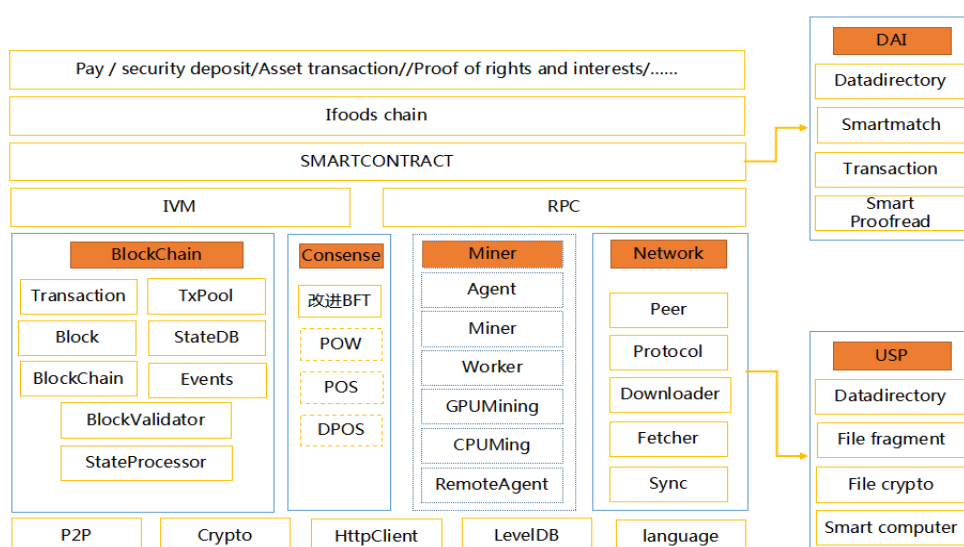 Pay / security deposit/Asset transaction//Proof of rights and interests/......
Ifoods chain
SMARTCONTRACT
IVM
RPC
BlockChain
Transaction
TxPool
Block
StateDB
BlockChain
Events
BlockValidator
StateProcessor
Consense
改进BFT
POW
POS
DPOS
Miner
Agent
Miner
Worker
GPUMining
CPUMing
RemoteAgent
Network
Peer
Protocol
Downloader
Fetcher
Sync
P2P
Crypto
HttpClient
LevelDB
language
DAI
Datadirectory
Smartmatch
Transaction
Smart
Proofread
USP
Datadirectory
File fragment
File crypto
Smart computer